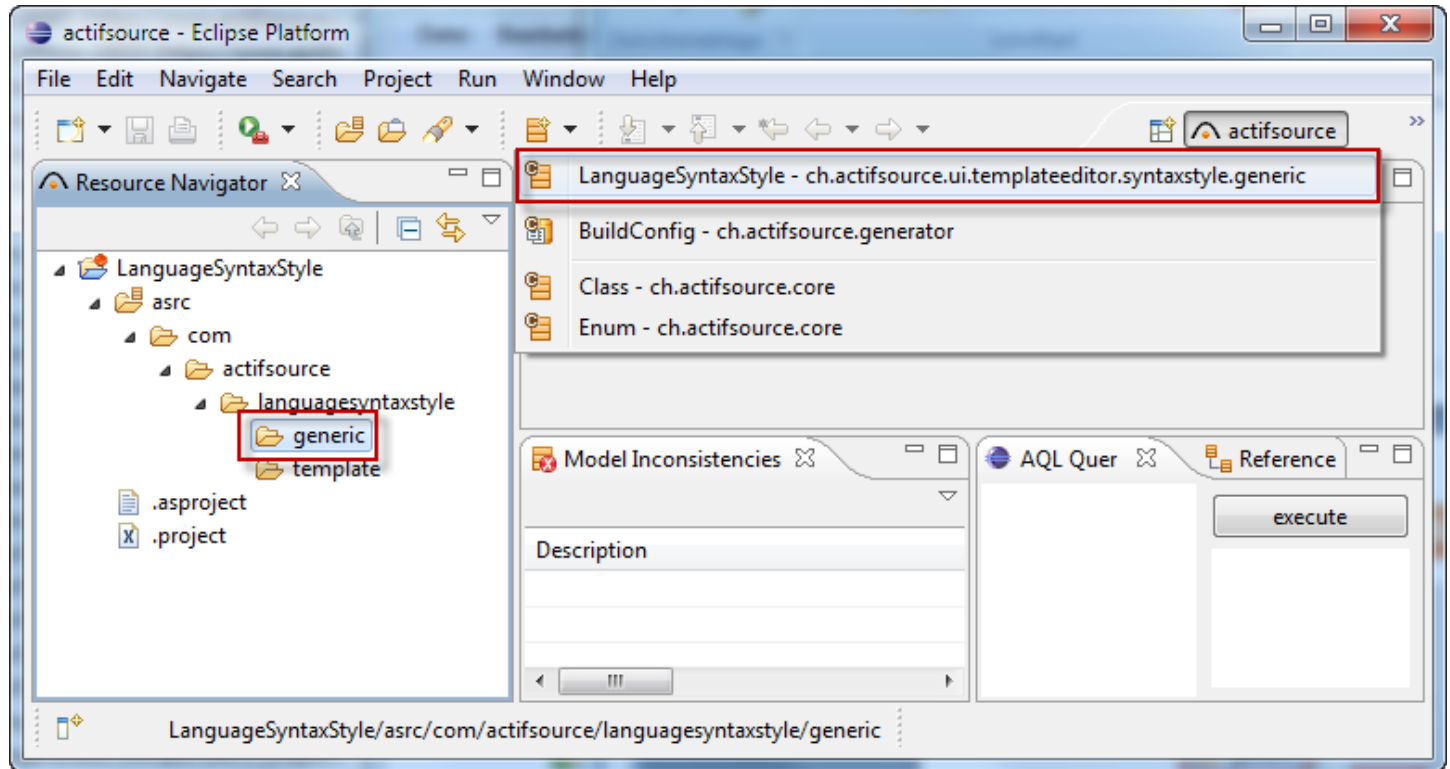 actifsource - Eclipse Platform
File Edit Navigate Search Project Run Window Help
actifsource
Resource Navigator
LanguageSyntaxStyle - ch.actifsource.ui.templateeditor.syntaxstyle.generic
BuildConfig - ch.actifsource.generator
Class - ch.actifsource.core
Enum - ch.actifsource.core
LanguageSyntaxStyle
asrc
com
actifsource
languagesyntaxstyle
generic
template
.asproject
.project
Model Inconsistencies
Description
AQL Quer
Reference
execute
LanguageSyntaxStyle/asrc/com/actifsource/languagesyntaxstyle/generic